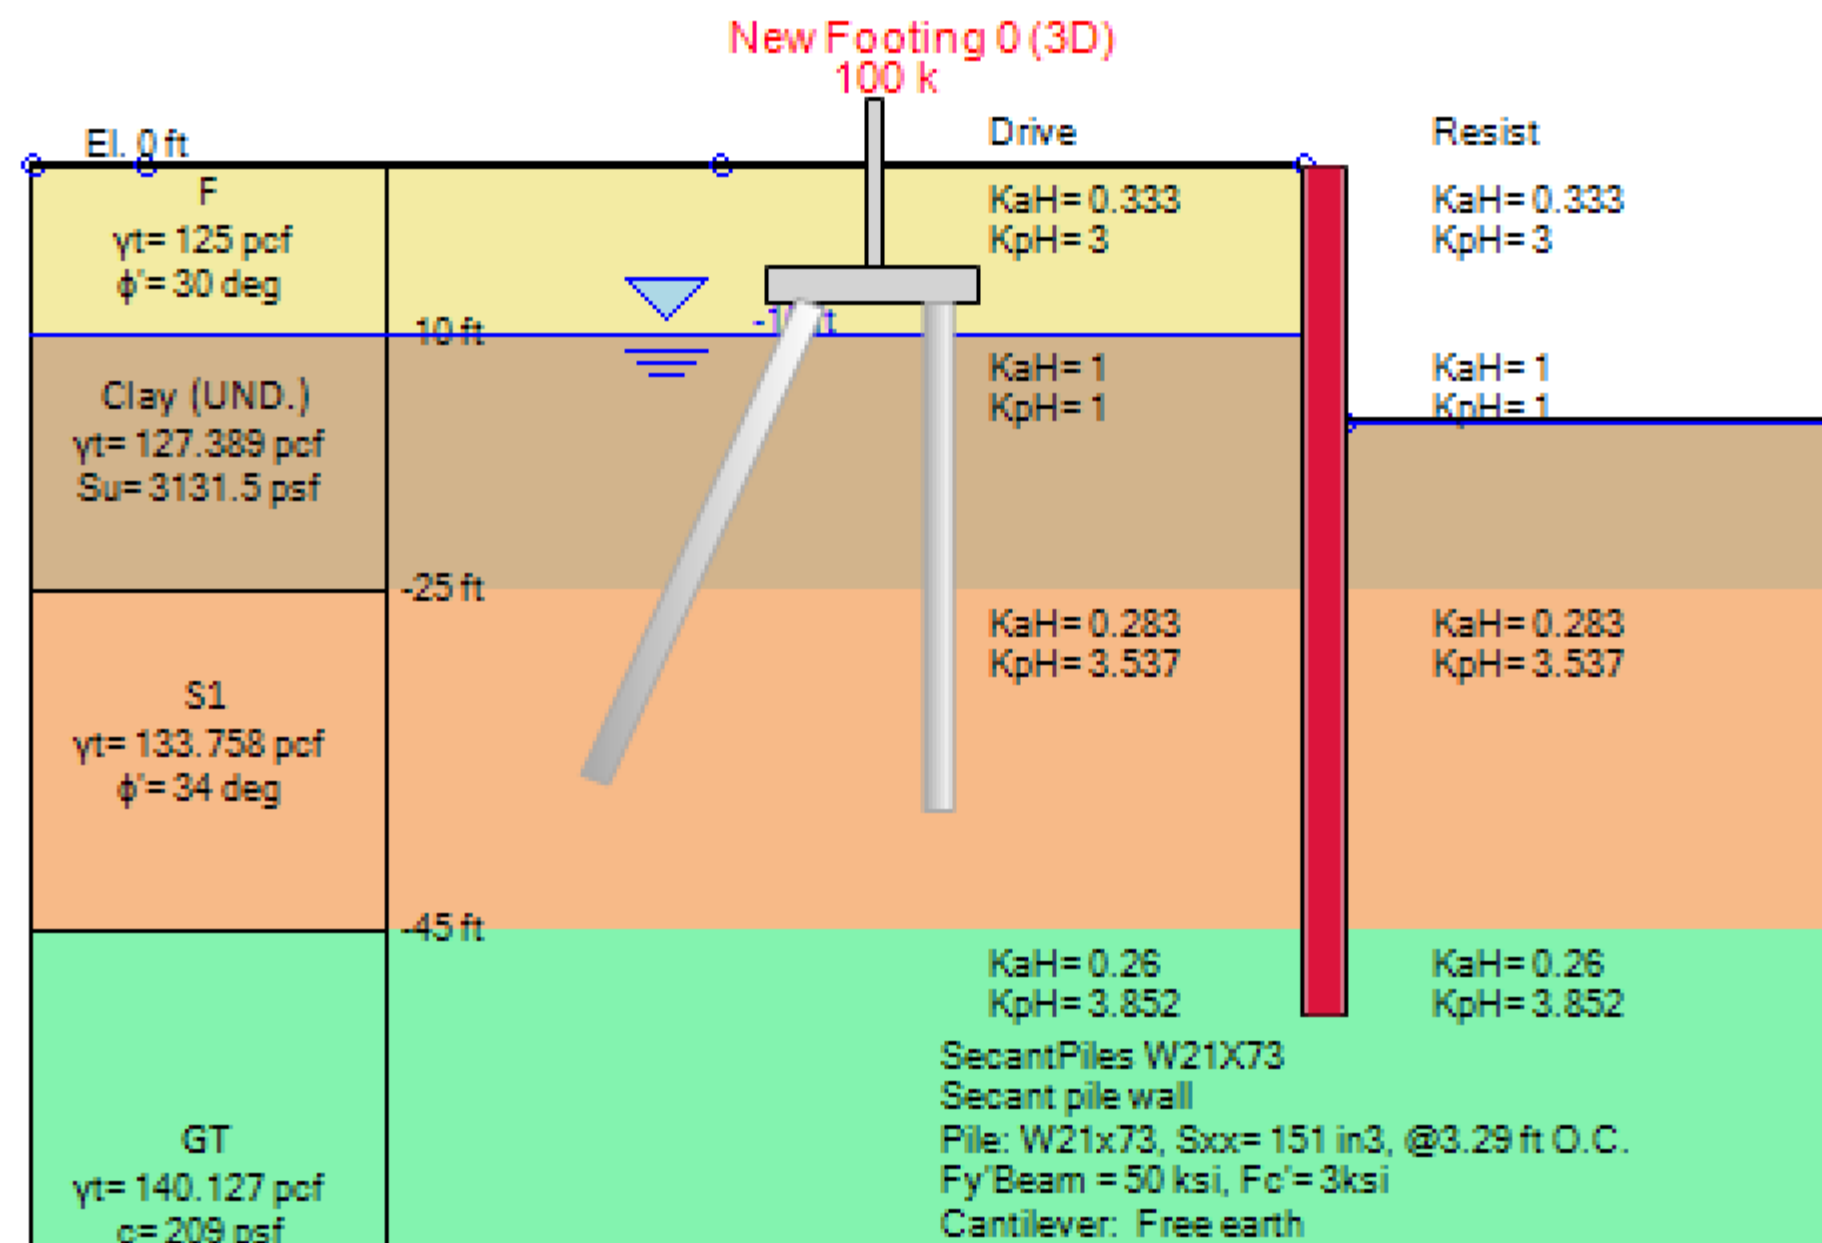 New Footing 0 (3D)
100 k
El. 0 ft
Drive
Resist
F
γt= 125 pcf
ϕ'= 30 deg
KaH= 0.333
KpH= 3
KaH= 0.333
KpH= 3
-10 ft
Clay (UND.)
γt= 127.389 pcf
Su= 3131.5 psf
KaH= 1
KpH= 1
KaH= 1
KpH= 1
-25 ft
S1
γt= 133.758 pcf
ϕ'= 34 deg
KaH= 0.283
KpH= 3.537
KaH= 0.283
KpH= 3.537
-45 ft
GT
γt= 140.127 pcf
c= 209 psf
KaH= 0.26
KpH= 3.852
KaH= 0.26
KpH= 3.852
SecantPiles W21X73
Secant pile wall
Pile: W21x73, Sxx= 151 in3, @3.29 ft O.C.
Fy'Beam = 50 ksi, Fc'= 3ksi
Cantilever: Free earth